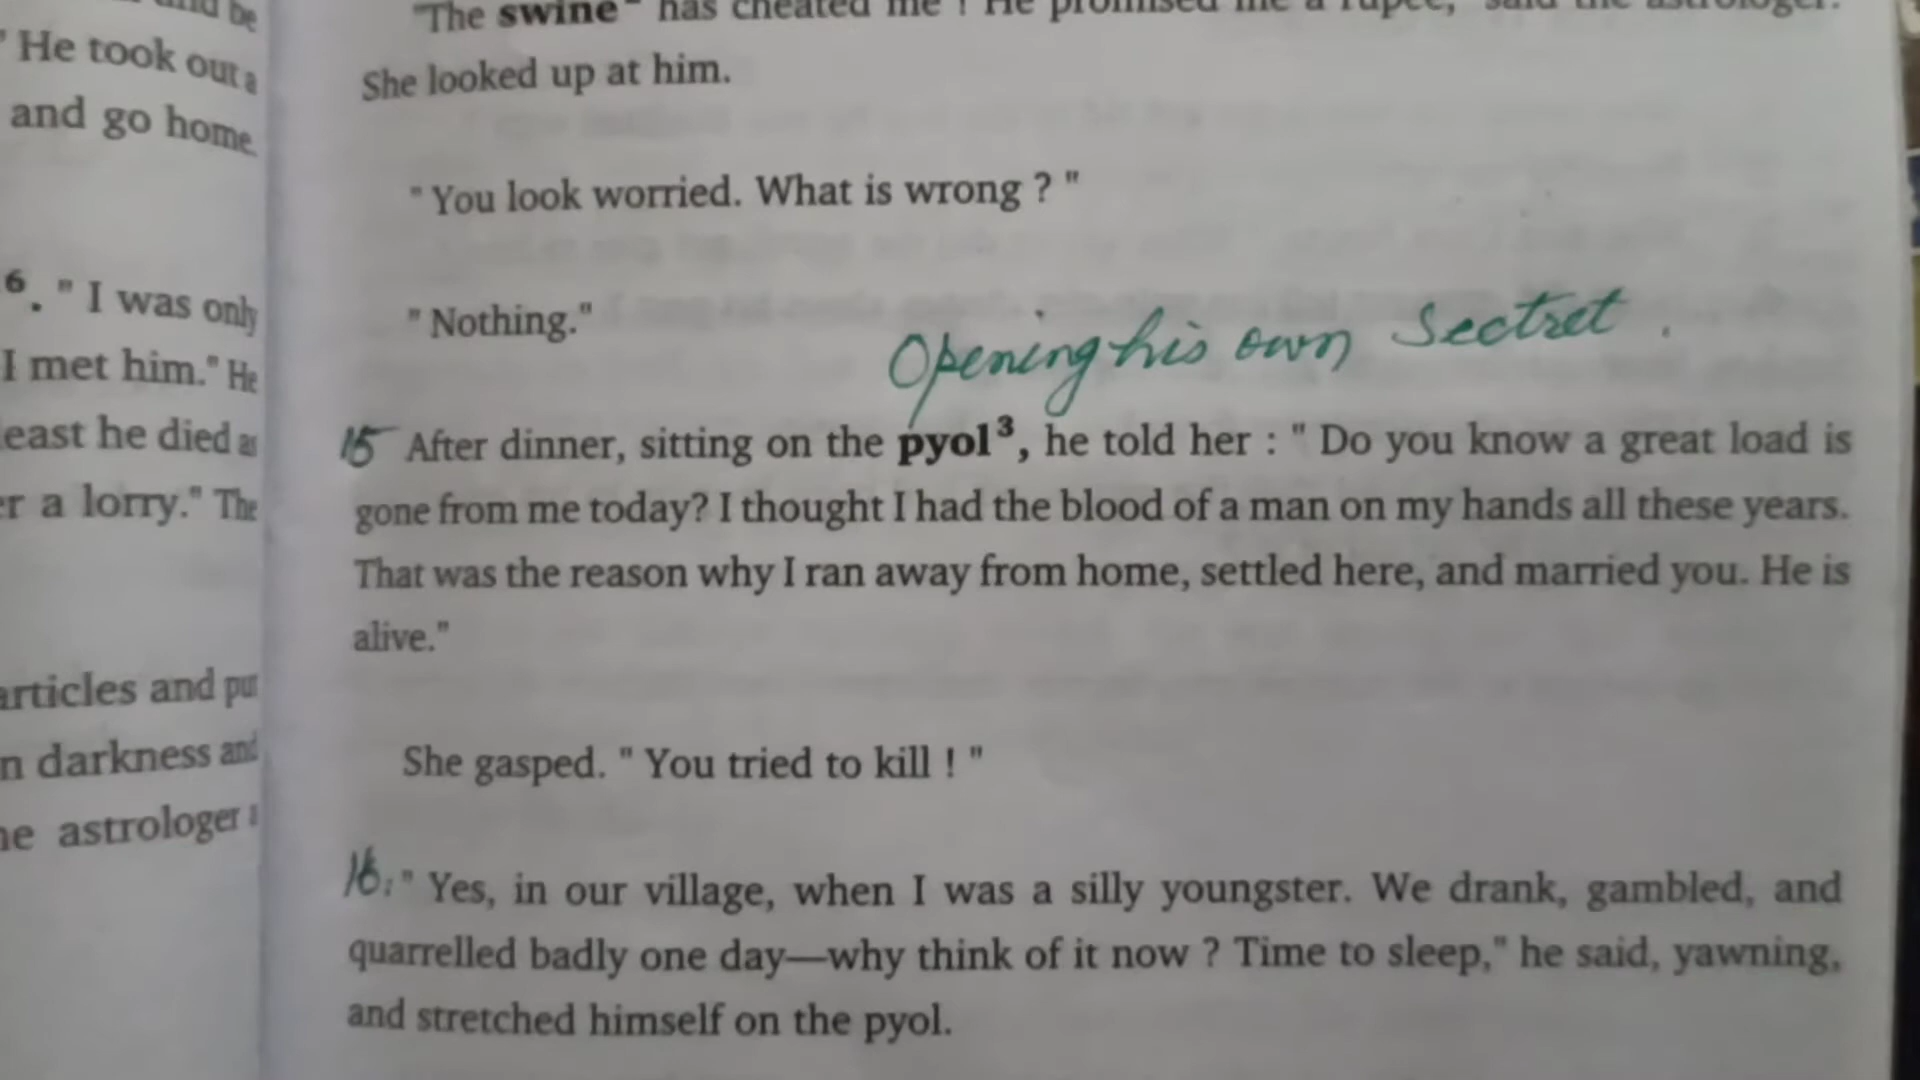 and be
" He took out a
and go home.
6. " I was only
I met him." He
least he died as
er a lorry." The
articles and put
n darkness and
he astrologer
"The swine has cheated me ! He promised me a rupee," said the astrologer.
She looked up at him.
" You look worried. What is wrong ? "
" Nothing."
Opening his own Sectret .
15 After dinner, sitting on the pyol3, he told her : " Do you know a great load is
gone from me today? I thought I had the blood of a man on my hands all these years.
That was the reason why I ran away from home, settled here, and married you. He is
alive."
She gasped. " You tried to kill ! "
16. " Yes, in our village, when I was a silly youngster. We drank, gambled, and
quarrelled badly one day—why think of it now ? Time to sleep," he said, yawning,
and stretched himself on the pyol.